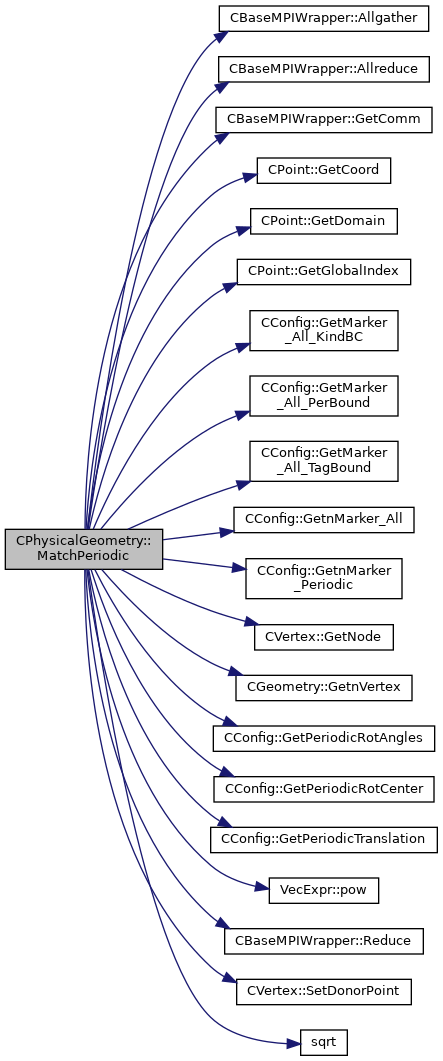 CBaseMPIWrapper::Allgather
CBaseMPIWrapper::Allreduce
CBaseMPIWrapper::GetComm
CPoint::GetCoord
CPoint::GetDomain
CPoint::GetGlobalIndex
CConfig::GetMarker
_All_KindBC
CConfig::GetMarker
_All_PerBound
CConfig::GetMarker
_All_TagBound
CConfig::GetnMarker_All
CPhysicalGeometry::
MatchPeriodic
CConfig::GetnMarker
_Periodic
CVertex::GetNode
CGeometry::GetnVertex
CConfig::GetPeriodicRotAngles
CConfig::GetPeriodicRotCenter
CConfig::GetPeriodicTranslation
VecExpr::pow
CBaseMPIWrapper::Reduce
CVertex::SetDonorPoint
sqrt